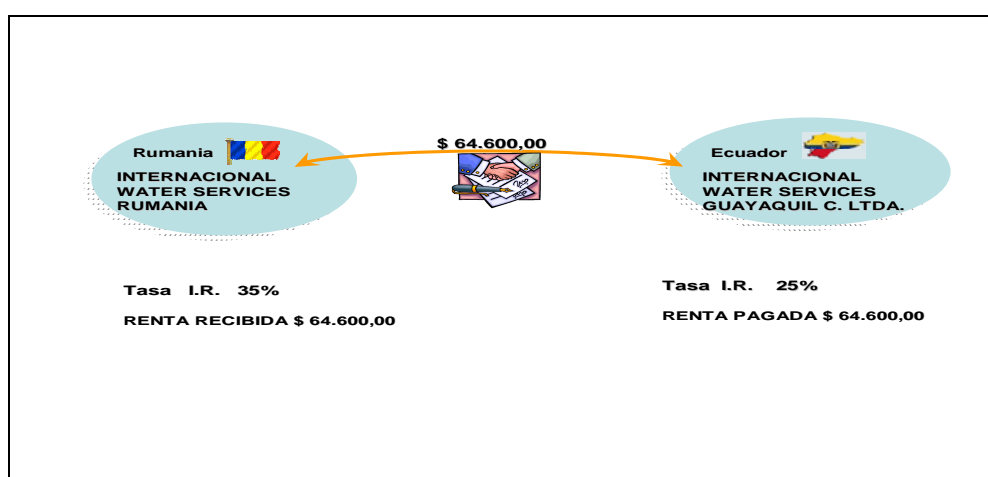 $ 64.600,00
Rumania
INTERNACIONAL
WATER SERVICES
RUMANIA
Ecuador
INTERNACIONAL
WATER SERVICES
GUAYAQUIL C. LTDA.
Tasa I.R. 35%
RENTA RECIBIDA $ 64.600,00
Tasa I.R. 25%
RENTA PAGADA $ 64.600,00